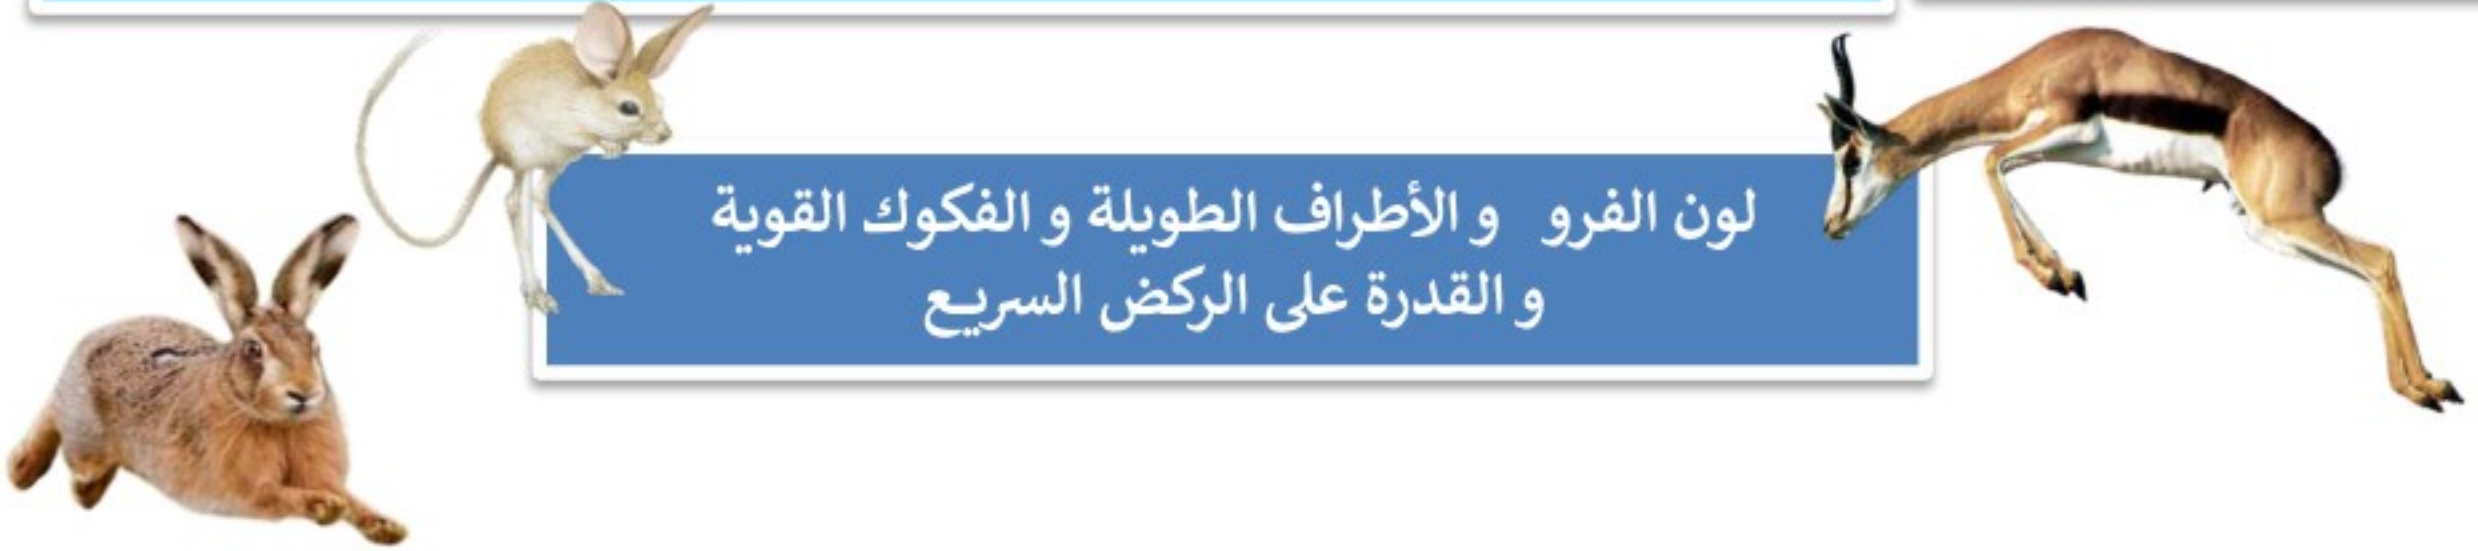 لون الفرو و الأطراف الطويلة و الفكوك القوية
و القدرة على الركض السريع